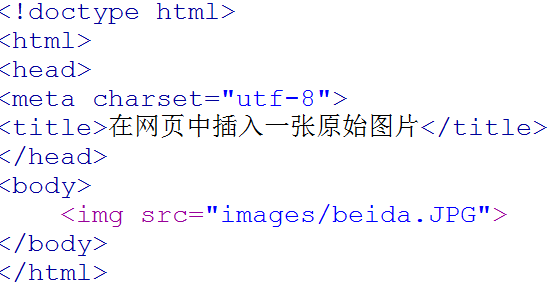 <!doctype html>
<html>
<head>
<meta charset="utf-8">
<title>在网页中插入一张原始图片</title>
</head>
<body>
    <img src="images/beida.JPG">
</body>
</html>